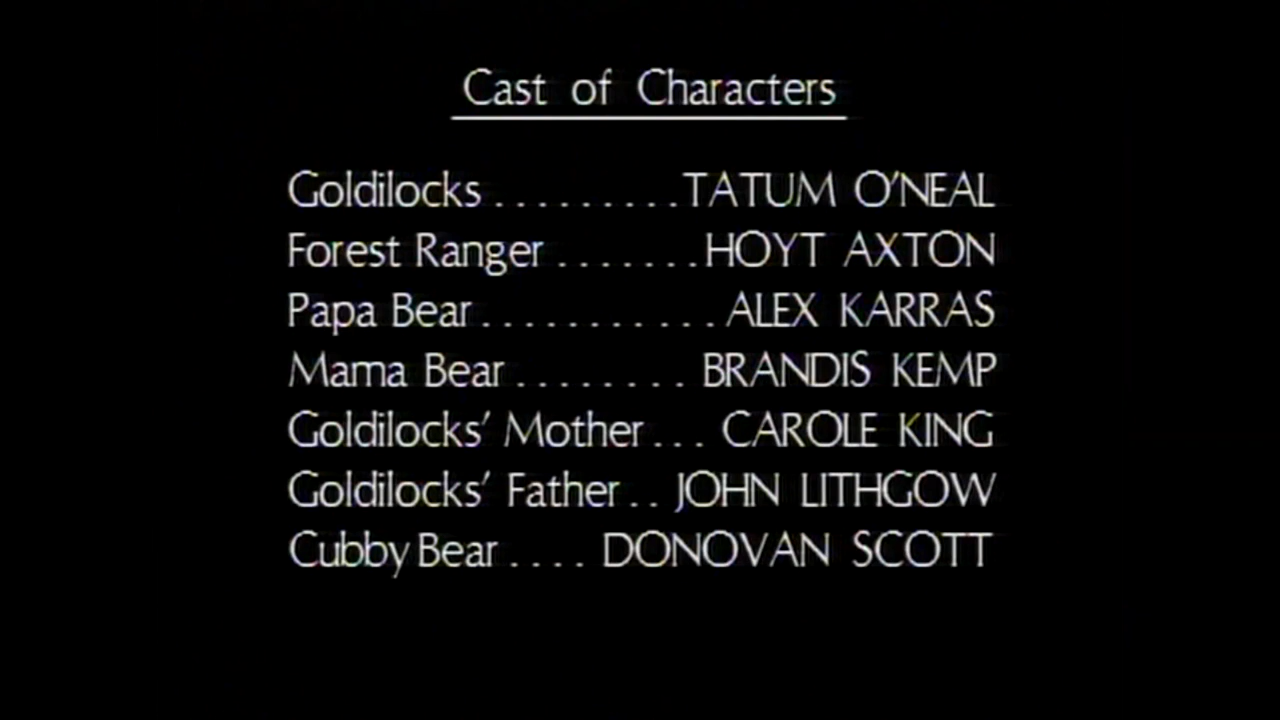 Cast of Characters
Goldilocks .........TATUM O'NEAL
Forest Ranger .......HOYT AXTON
Papa Bear ........... ALEX KARRAS
Mama Bear ........ BRANDIS KEMP
Goldilocks' Mother ... CAROLE KING
Goldilocks' Father .. JOHN LITHGOW
Cubby Bear .... DONOVAN SCOTT